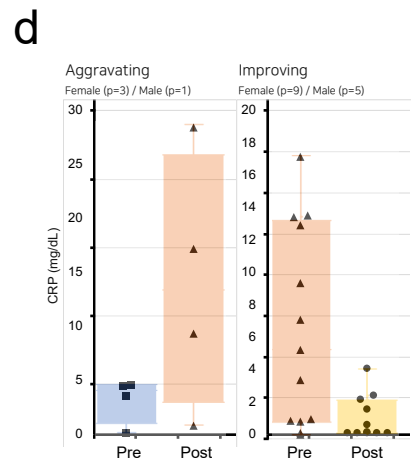 d
Aggravating
Female (p=3) / Male (p=1)
CRP (mg/dL)
30
25
20
15
10
5
0
Pre Post
Improving
Female (p=9) / Male (p=5)
20
18
16
14
12
10
8
6
4
2
0
Pre Post